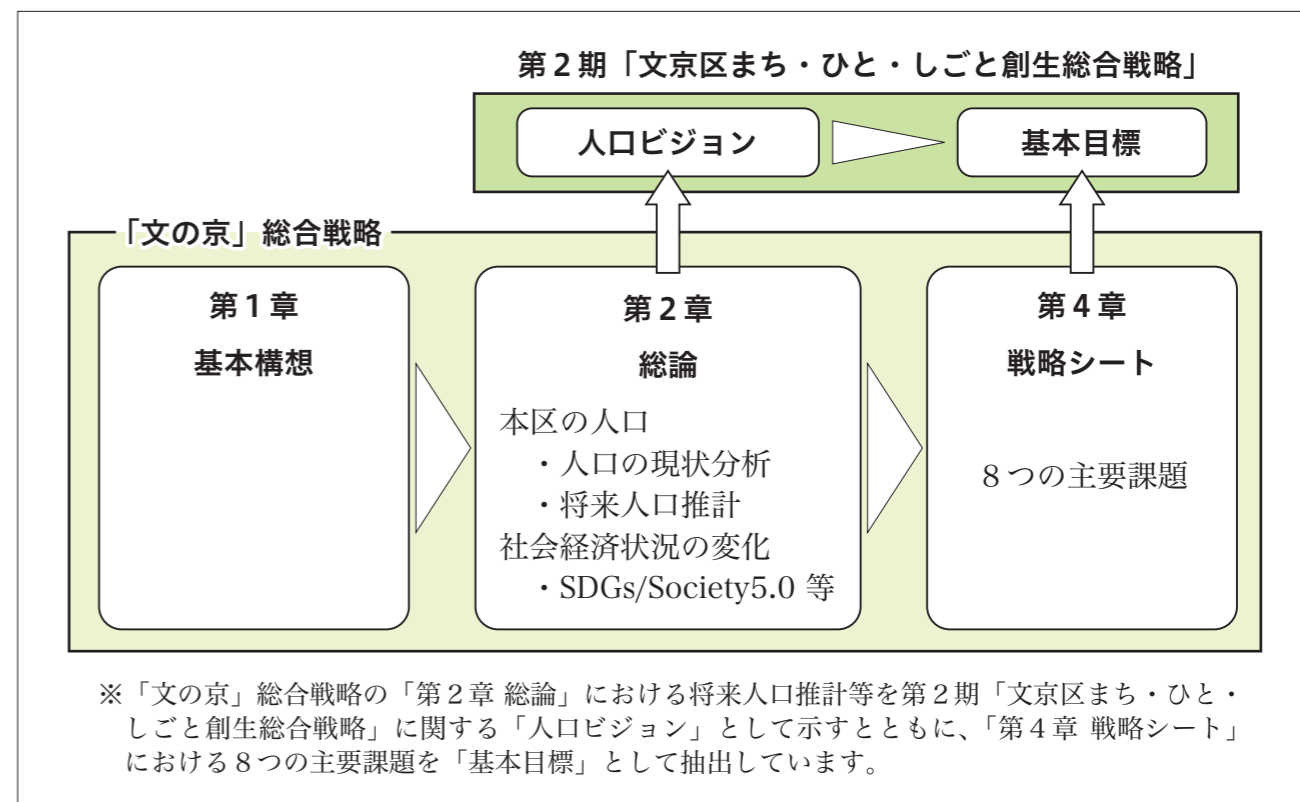 第2期「文京区まち・ひと・しごと創生総合戦略」
人口ビジョン
基本目標
「文の京」総合戦略
第1章
基本構想
第2章
総論
本区の人口
・人口の現状分析
・将来人口推計
社会経済状況の変化
・SDGs/Society5.0 等
第4章
戦略シート
8つの主要課題
※「文の京」総合戦略の「第2章 総論」における将来人口推計等を第2期「文京区まち・ひと・
しごと創生総合戦略」に関する「人口ビジョン」として示すとともに、「第4章 戦略シート」
における8つの主要課題を「基本目標」として抽出しています。